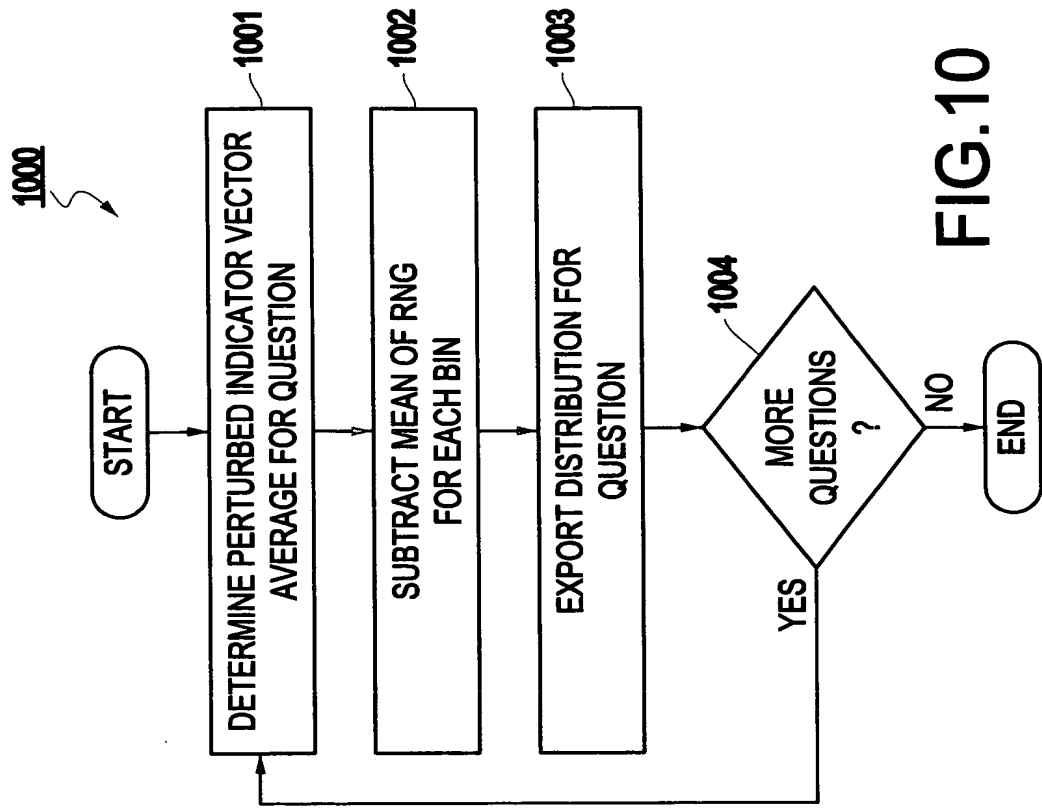 1000
START
DETERMINE PERTURBED INDICATOR VECTOR
AVERAGE FOR QUESTION
1001
SUBTRACT MEAN OF RNG
FOR EACH BIN
1002
EXPORT DISTRIBUTION FOR
QUESTION
1003
MORE
QUESTIONS
?
1004
YES
NO
END
FIG.10